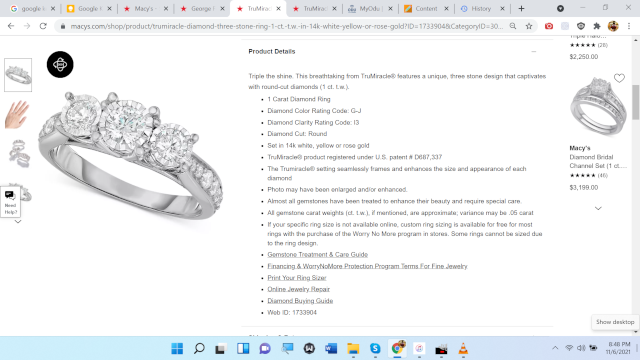 google k
Google k
Macy's -
George I
TruMirac
TruMirac
MyOdu |
Content
History
macys.com/shop/product/trumiracle-diamond-three-stone-ring-1-ct.-t.w.-in-14k-white-yellow-or-rose-gold?ID=1733904&CategoryID=30...
Product Details
Triple the shine. This breathtaking from TruMiracle® features a unique, three stone design that captivates
with round-cut diamonds (1 ct. t.w.).
• 1 Carat Diamond Ring
• Diamond Color Rating Code: G-J
• Diamond Clarity Rating Code: I3
• Diamond Cut: Round
• Set in 14k white, yellow or rose gold
• TruMiracle® product registered under U.S. patent # D687,337
• The Trumiracle® setting seamlessly frames and enhances the size and appearance of each
diamond
• Photo may have been enlarged and/or enhanced.
• Almost all gemstones have been treated to enhance their beauty and require special care.
• All gemstone carat weights (ct. t.w.), if mentioned, are approximate; variance may be .05 carat
• If your specific ring size is not available online, custom ring sizing is available for free for most
rings with the purchase of the Worry No More program in stores. Some rings cannot be sized due
to the ring design.
• Gemstone Treatment & Care Guide
• Financing & WorryNoMore Protection Program Terms For Fine Jewelry
• Print Your Ring Sizer
• Online Jewelry Repair
• Diamond Buying Guide
• Web ID: 1733904
Need
Help?
(28)
$2,250.00
Macy's
Diamond Bridal
Channel Set (1 ct....
(46)
$3,199.00
Show desktop
8:48 PM
11/6/2021